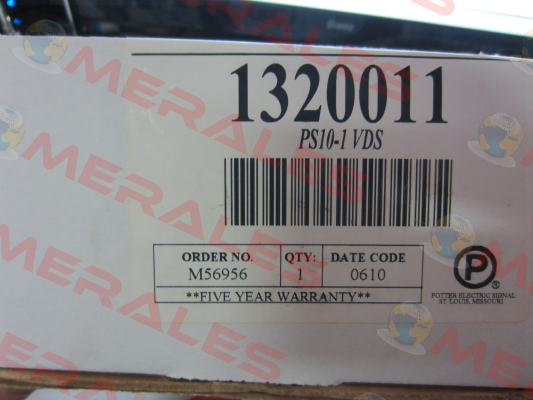 1320011
PS10-1 VDS
ORDER NO. QTY: DATE CODE
M56956 1 0610
**FIVE YEAR WARRANTY**
P ®
POTTER ELECTRIC SIGNAL
ST. LOUIS, MISSOURI
MERALES
MERALES
MERALES
MERALES